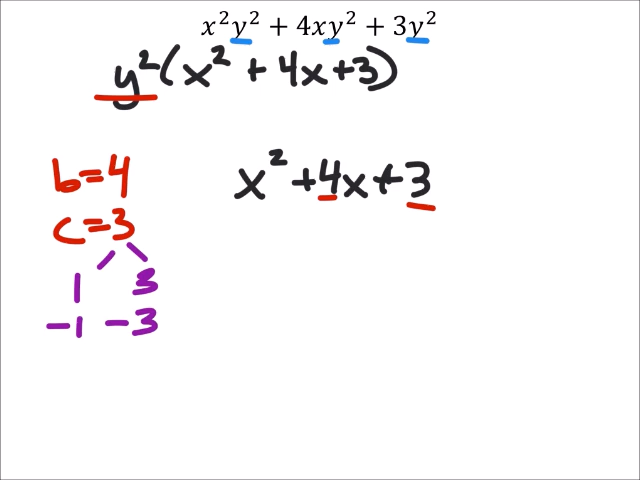 x²y² + 4xy² + 3y²
y²(x² + 4x+3)
b=4
x² +4x+3
c=3
1 3
-1 -3